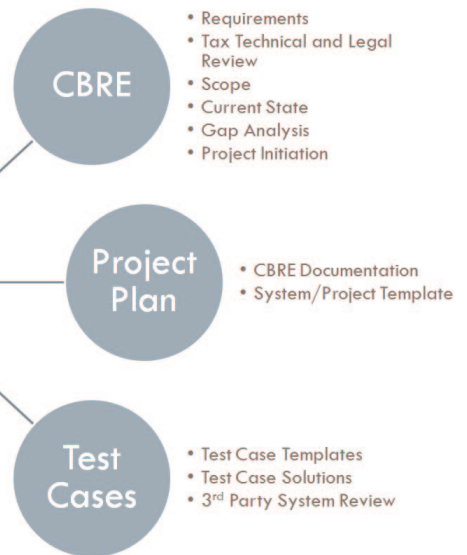 CBRE
• Requirements
• Tax Technical and Legal
Review
• Scope
• Current State
• Gap Analysis
• Project Initiation
Project
Plan
• CBRE Documentation
• System/Project Template
Test
Cases
• Test Case Templates
• Test Case Solutions
• 3rd Party System Review